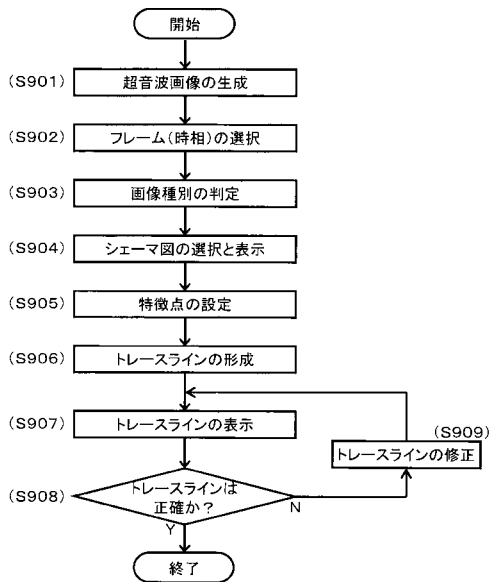 開始
(S901)
超音波画像の生成
(S902)
フレーム(時相)の選択
(S903)
画像種別の判定
(S904)
シェーマ図の選択と表示
(S905)
特徴点の設定
(S906)
トレースラインの形成
(S907)
トレースラインの表示
(S909)
トレースラインの修正
(S908)
トレースラインは
正確か?
N
Y
終了